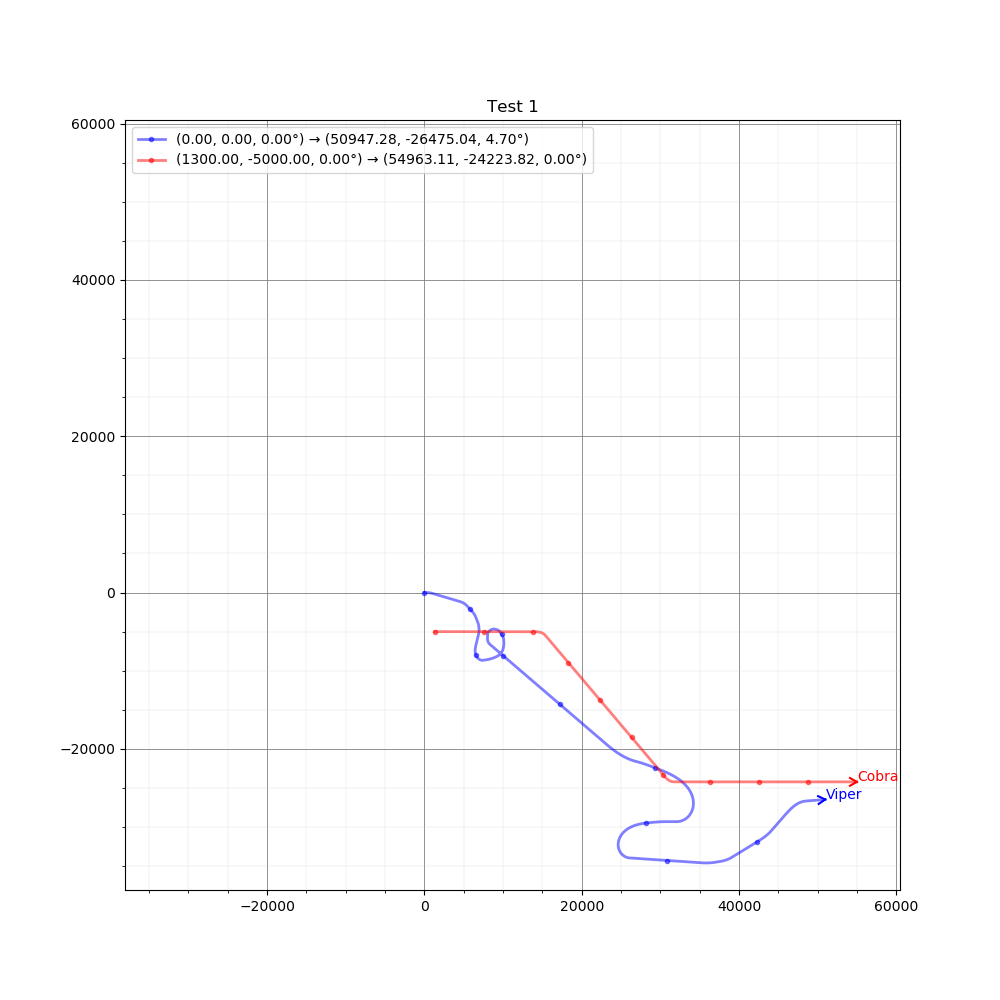 Test 1
(0.00, 0.00, 0.00°) → (50947.28, -26475.04, 4.70°)
(1300.00, -5000.00, 0.00°) → (54963.11, -24223.82, 0.00°)
60000
40000
20000
0
−20000
Cobra
Viper
−20000 0 20000 40000 60000